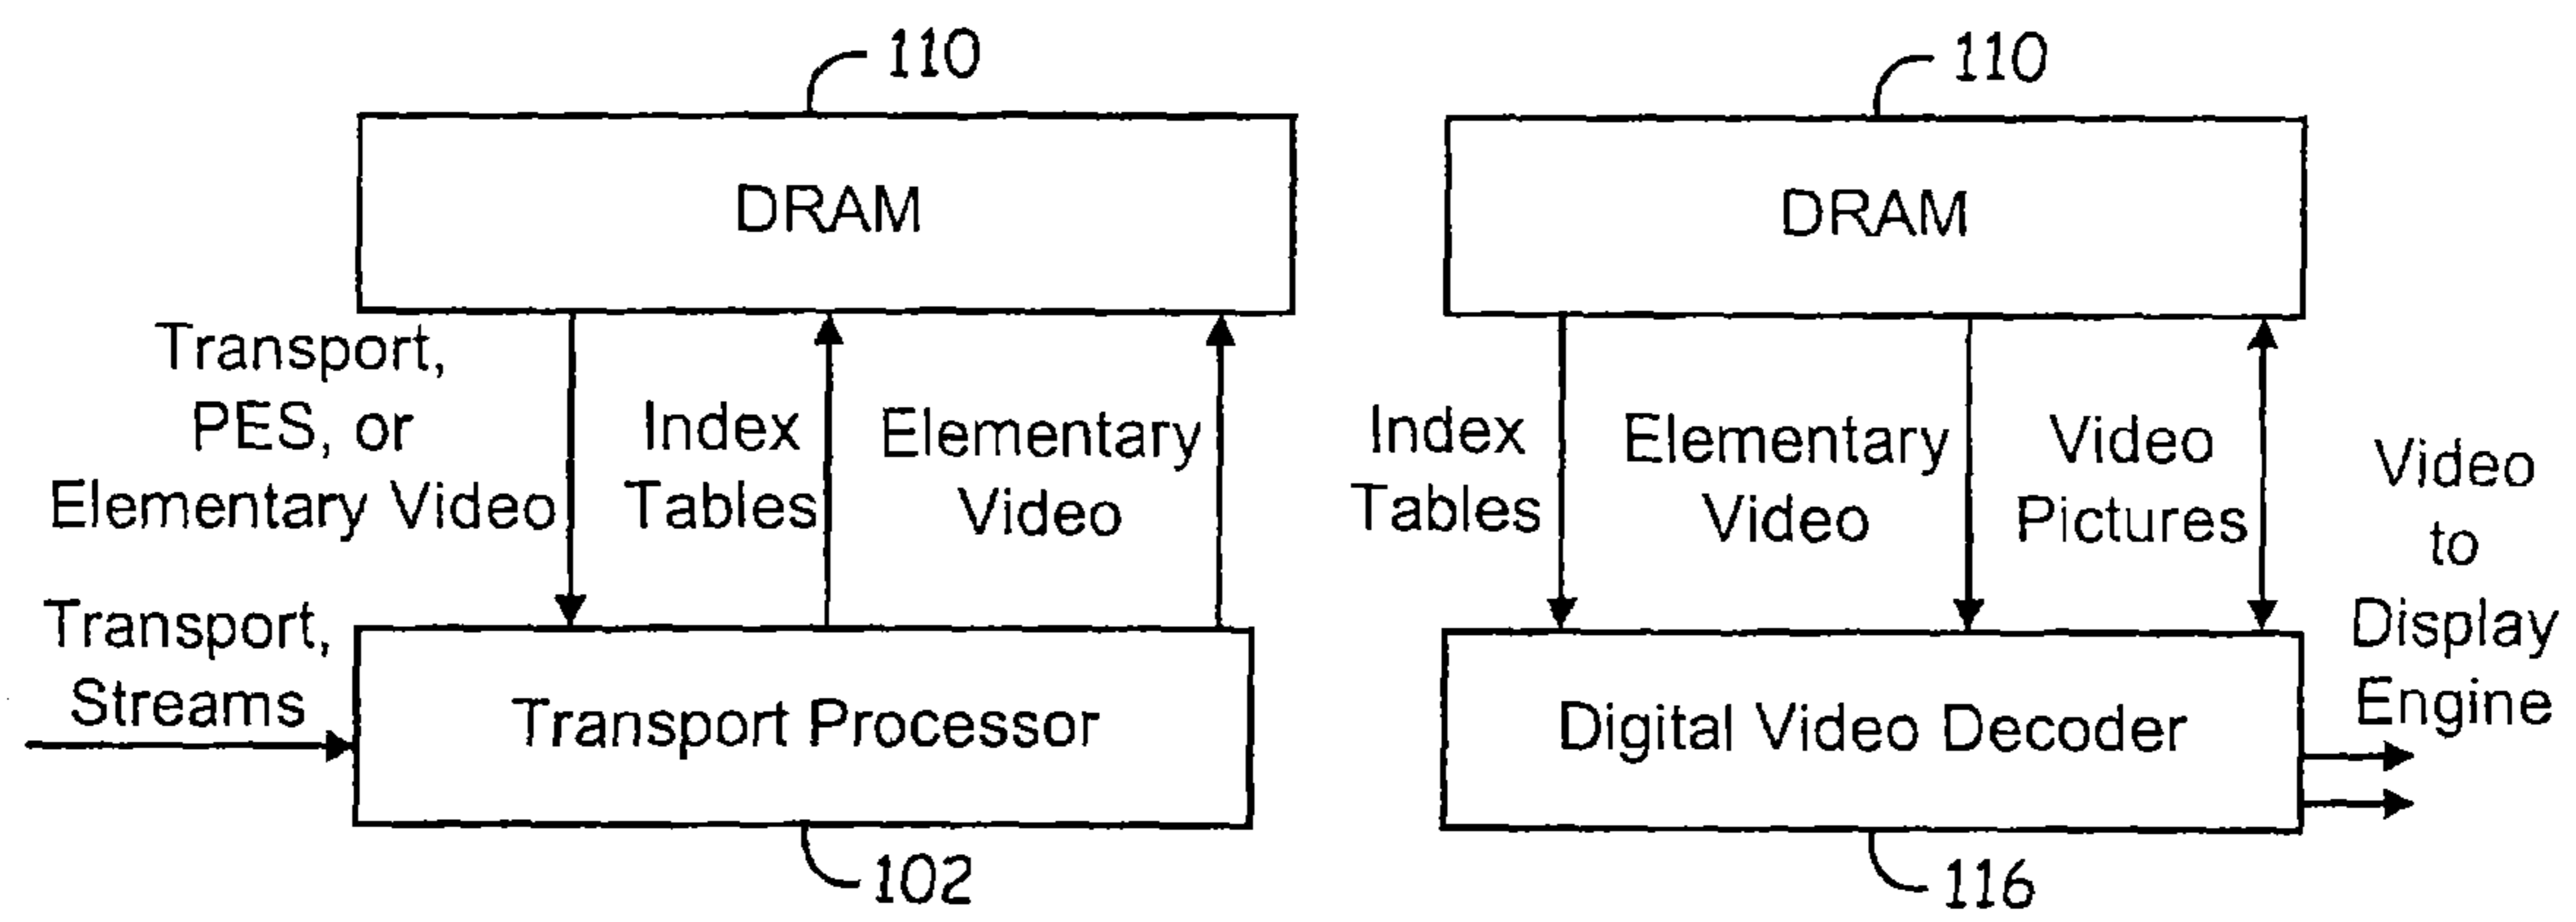 110
DRAM
Transport,
PES, or
Elementary Video
Index
Tables
Elementary
Video
Transport,
Streams
Transport Processor
102
110
DRAM
Index
Tables
Elementary
Video
Video
Pictures
Video
to
Display
Engine
Digital Video Decoder
116